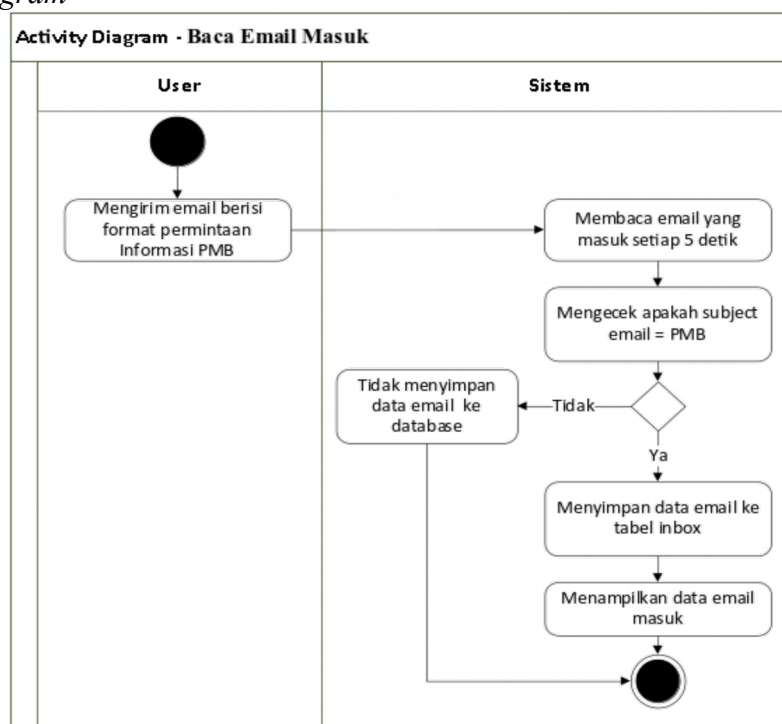 gram
Activity Diagram - Baca Email Masuk
User
Sistem
Mengirim email berisi
format permintaan
Informasi PMB
Membaca email yang
masuk setiap 5 detik
Mengecek apakah subject
email = PMB
Tidak menyimpan
data email ke
database
Tidak
Ya
Menyimpan data email ke
tabel inbox
Menampilkan data email
masuk